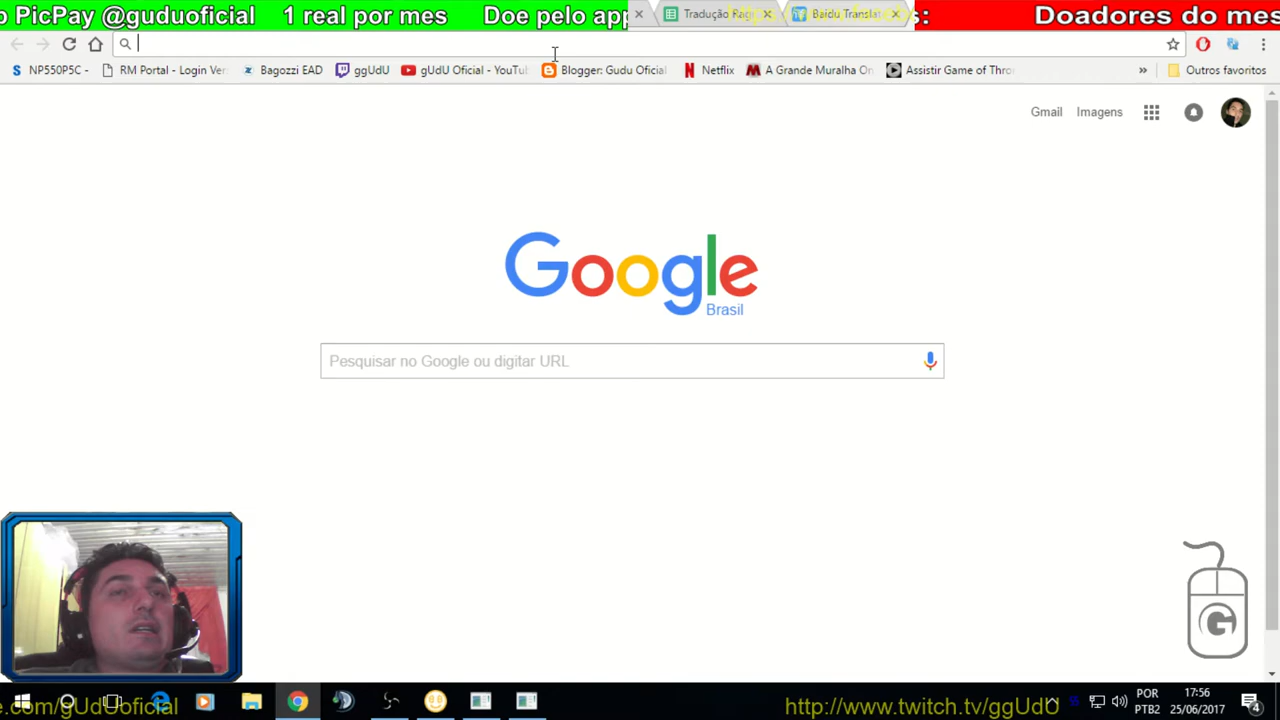 o PicPay @guduoficial 1 real por mes Doe pelo app Tradução Rag Baidu Translat Doadores do mes
NP550P5C - RM Portal - Login Ver Bagozzi EAD ggUdU gUdU Oficial - YouTu Blogger: Gudu Oficial Netflix A Grande Muralha On Assistir Game of Thro » Outros favoritos
Gmail Imagens
Google
Brasil
Pesquisar no Google ou digitar URL
G
POR 17:56
PTB2 25/06/2017 4
e.com/gUdUoficial http://www.twitch.tv/ggUdU